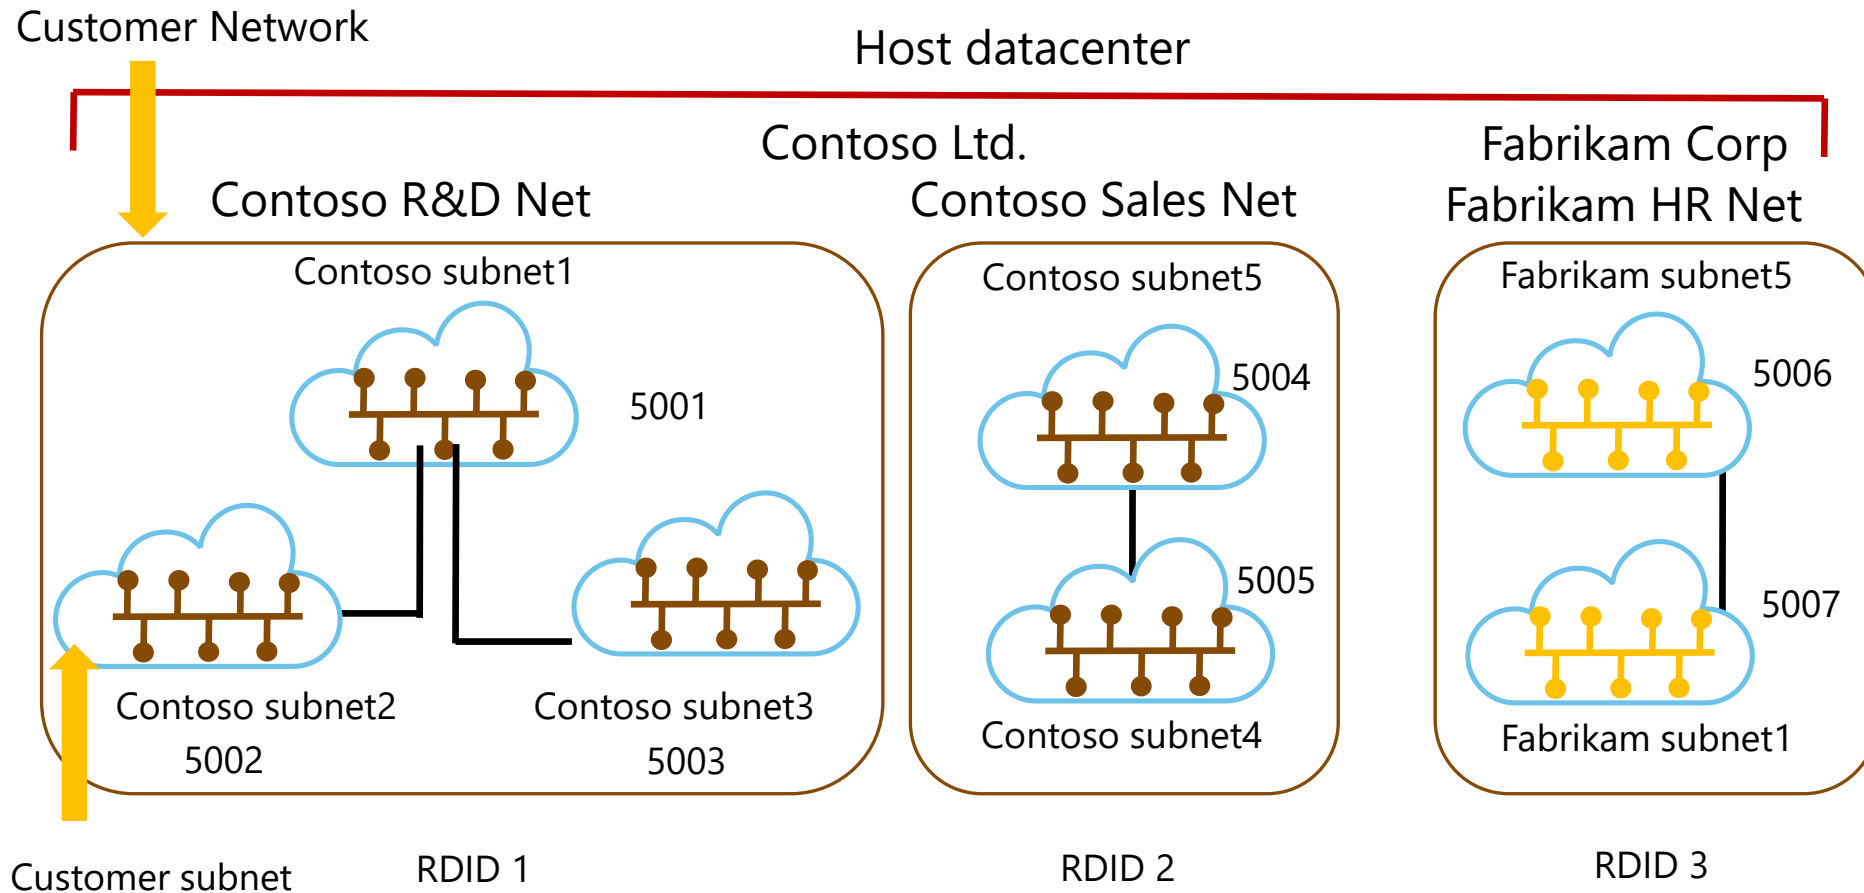 Customer Network
Host datacenter
Contoso Ltd.
Fabrikam Corp
Contoso R&D Net
Contoso Sales Net
Fabrikam HR Net
Contoso subnet1
5001
Contoso subnet2
5002
Contoso subnet3
5003
Contoso subnet5
5004
5005
Contoso subnet4
Fabrikam subnet5
5006
5007
Fabrikam subnet1
Customer subnet
RDID 1
RDID 2
RDID 3